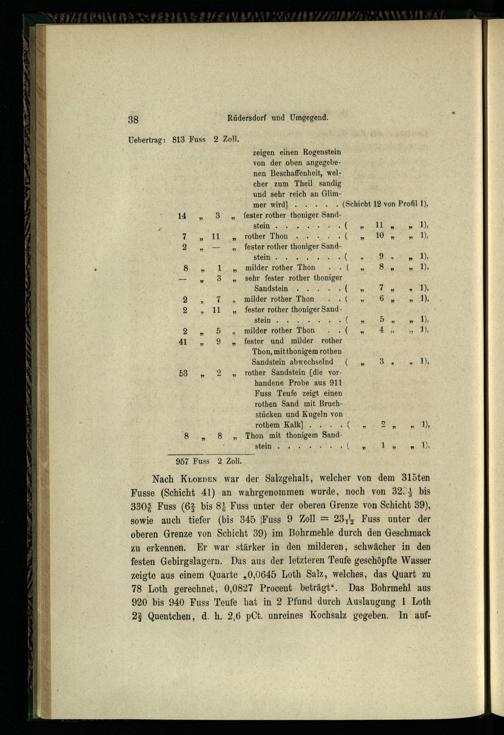 38 Rüdersdorf und Umgegend.
Uebertrag: 813 Fuss 2 Zoll.
zeigen einen Rogenstein
von der oben angegebe-
nen Beschaffenheit, wel-
cher zum Theil sandig
und sehr reich an Glim-
mer wird] . . . . . (Schicht 12 von Profil 1),
14 „ 3 „ fester rother thoniger Sand-
stein . . . . . . . ( „ 11 „ „ 1),
7 „ 11 „ rother Thon . . . . . ( „ 10 „ „ 1),
2 „ — „ fester rother thoniger Sand-
stein . . . . . . . ( „ 9 „ „ 1),
8 „ 1 „ milder rother Thon . . ( „ 8 „ „ 1),
— „ 3 „ sehr fester rother thoniger
Sandstein . . . . . ( „ 7 „ „ 1),
2 „ 7 „ milder rother Thon . . ( „ 6 „ „ 1),
2 „ 11 „ fester rother thoniger Sand-
stein . . . . . . . ( „ 5 „ „ 1),
2 „ 5 „ milder rother Thon . . ( „ 4 „ „ 1),
41 „ 9 „ fester und milder rother
Thon, mit thonigem rothen
Sandstein abwechselnd ( „ 3 „ „ 1),
53 „ 2 „ rother Sandstein [die vor-
handene Probe aus 911
Fuss Teufe zeigt einen
rothen Sand mit Bruch-
stücken und Kugeln von
rothem Kalk] . . . . ( „ 2 „ „ 1),
8 „ 8 „ Thon mit thonigem Sand-
stein . . . . . . . ( „ 1 „ „ 1).
957 Fuss 2 Zoll.
Nach Kloeden war der Salzgehalt, welcher von dem 315ten
Fusse (Schicht 41) an wahrgenommen wurde, noch von bis
Fuss bis Fuss unter der oberen Grenze von Schicht 39),
sowie auch tiefer (bis 345 Fuss 9 Zoll = 23 1/12 Fuss unter der
oberen Grenze von Schicht 39) im Bohrmehle durch den Geschmack
zu erkennen. Er war stärker in den milderen, schwächer in den
festen Gebirgslagern. Das aus der letzteren Teufe geschöpfte Wasser
zeigte aus einem Quarte „0,0645 Loth Salz, welches, das Quart zu
78 Loth gerechnet, 0,0827 Procent beträgt“. Das Bohrmehl aus
920 bis 940 Fuss Teufe hat in 2 Pfund durch Auslaugung 1 Loth
Quentchen, d. h. 2,6 pCt. unreines Kochsalz gegeben. In auf-